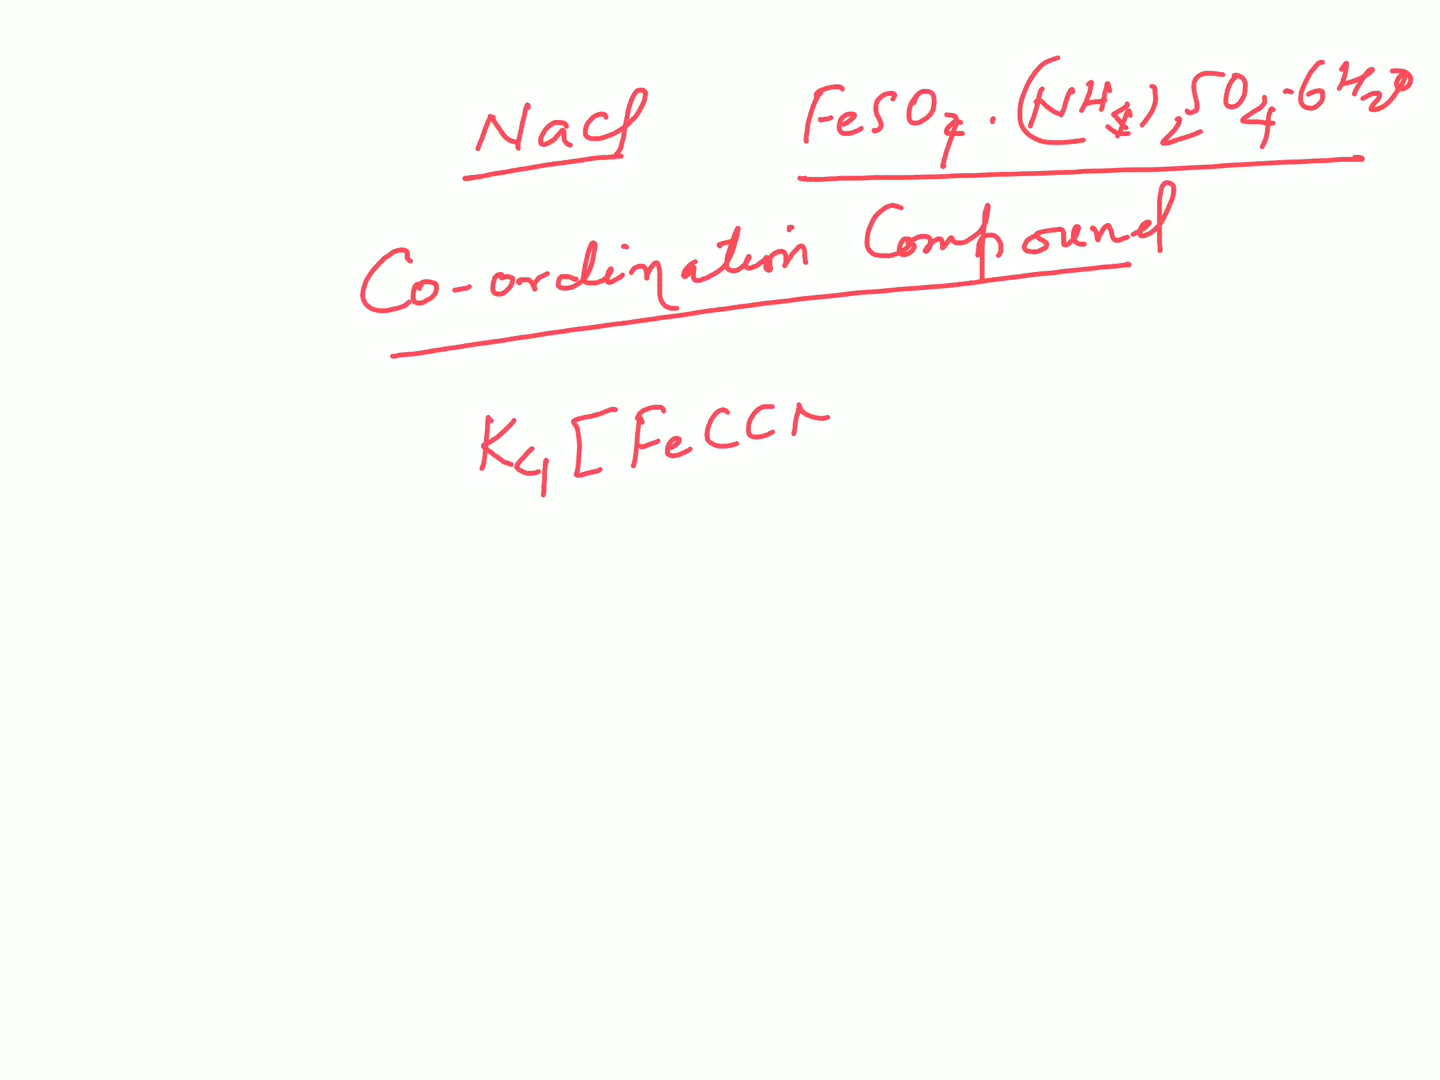 NaCl FeSO4 . (NH4)2SO4 . 6H2O
Co-ordination Compound
K4[FeCCN